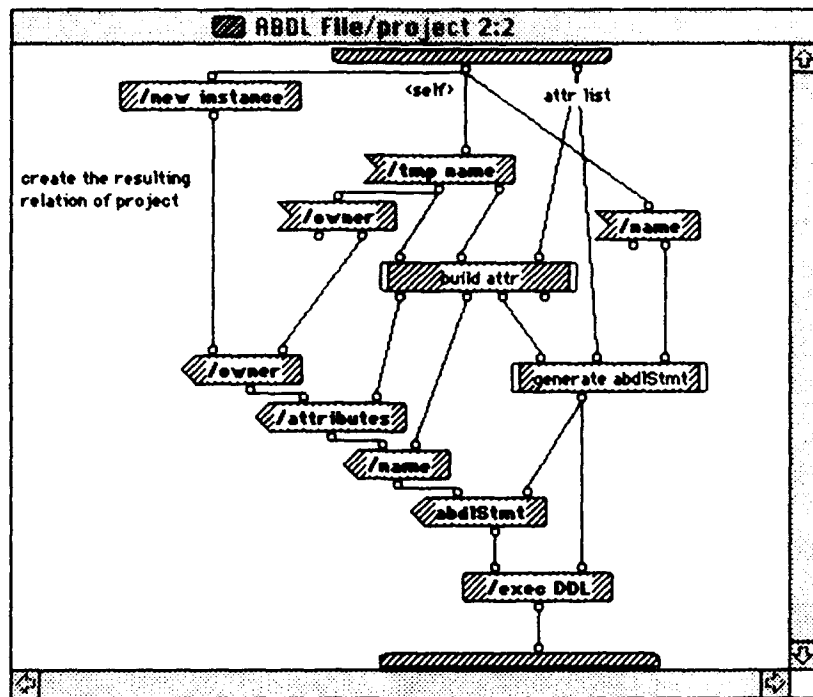 ABDL File/project 2:2
/new instance
<self>
attr list
/tmp name
create the resulting
relation of project
/owner
/name
build attr
/owner
generate abdlStmt
/attributes
/name
abdlStmt
/exec DDL